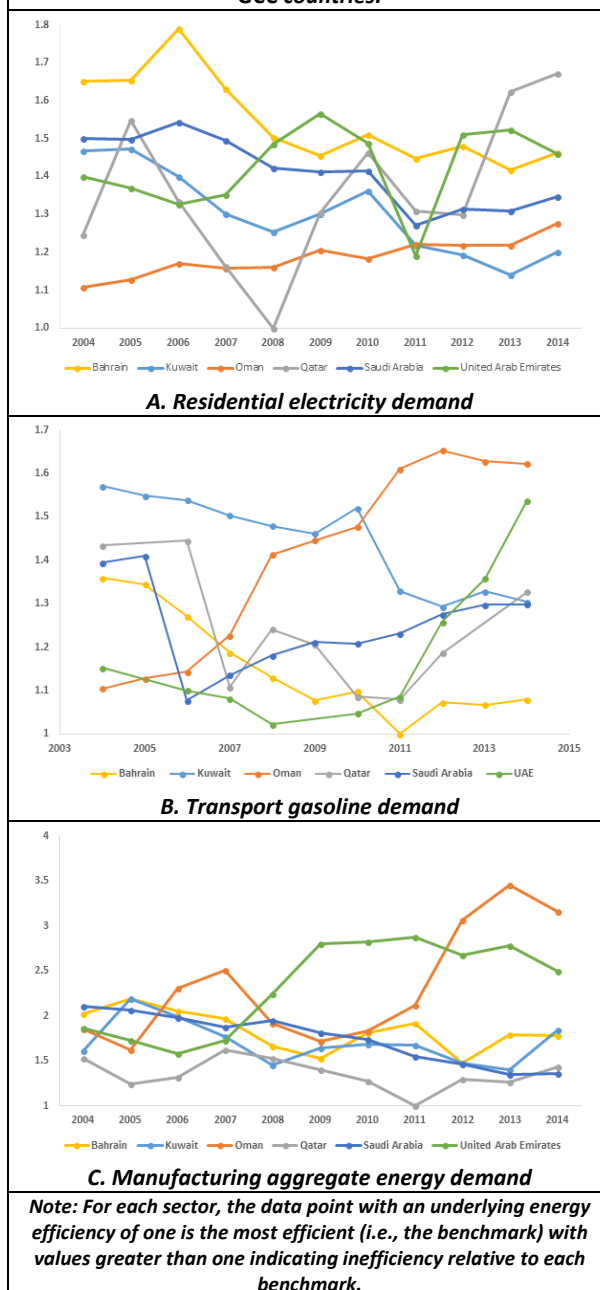 GCC countries.
1.8
1.7
1.6
1.5
1.4
1.3
1.2
1.1
1.0
2004 2005 2006 2007 2008 2009 2010 2011 2012 2013 2014
Bahrain Kuwait Oman Qatar Saudi Arabia United Arab Emirates
A. Residential electricity demand
1.7
1.6
1.5
1.4
1.3
1.2
1.1
1
2003 2005 2007 2009 2011 2013 2015
Bahrain Kuwait Oman Qatar Saudi Arabia UAE
B. Transport gasoline demand
4
3.5
3
2.5
2
1.5
1
2004 2005 2006 2007 2008 2009 2010 2011 2012 2013 2014
Bahrain Kuwait Oman Qatar Saudi Arabia United Arab Emirates
C. Manufacturing aggregate energy demand
Note: For each sector, the data point with an underlying energy
efficiency of one is the most efficient (i.e., the benchmark) with
values greater than one indicating inefficiency relative to each
benchmark.